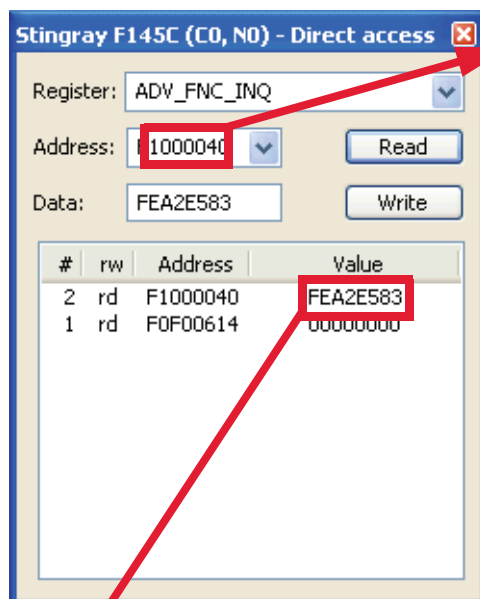 Stingray F145C (C0, N0) - Direct access
Register: ADV_FNC_INQ
Address: F1000040 Read
Data: FEA2E583 Write
# rw Address Value
2 rd F1000040 FEA2E583
1 rd F0F00614 00000000